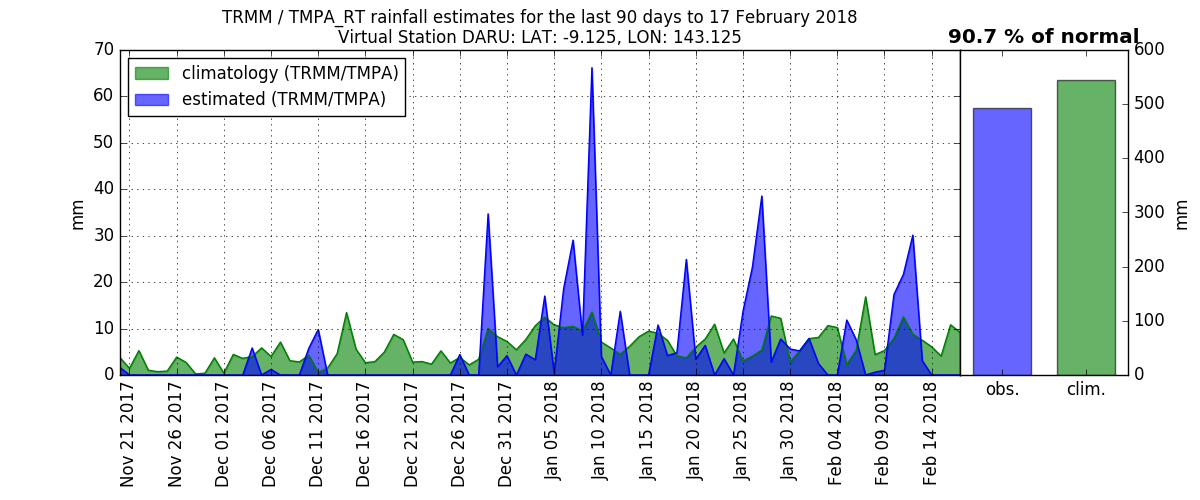 TRMM / TMPA_RT rainfall estimates for the last 90 days to 17 February 2018
Virtual Station DARU: LAT: -9.125, LON: 143.125
90.7 % of normal
climatology (TRMM/TMPA)
estimated (TRMM/TMPA)
mm
70
60
50
40
30
20
10
0
Nov 21 2017
Nov 26 2017
Dec 01 2017
Dec 06 2017
Dec 11 2017
Dec 16 2017
Dec 21 2017
Dec 26 2017
Dec 31 2017
Jan 05 2018
Jan 10 2018
Jan 15 2018
Jan 20 2018
Jan 25 2018
Jan 30 2018
Feb 04 2018
Feb 09 2018
Feb 14 2018
obs.
clim.
600
500
400
300
200
100
0
mm